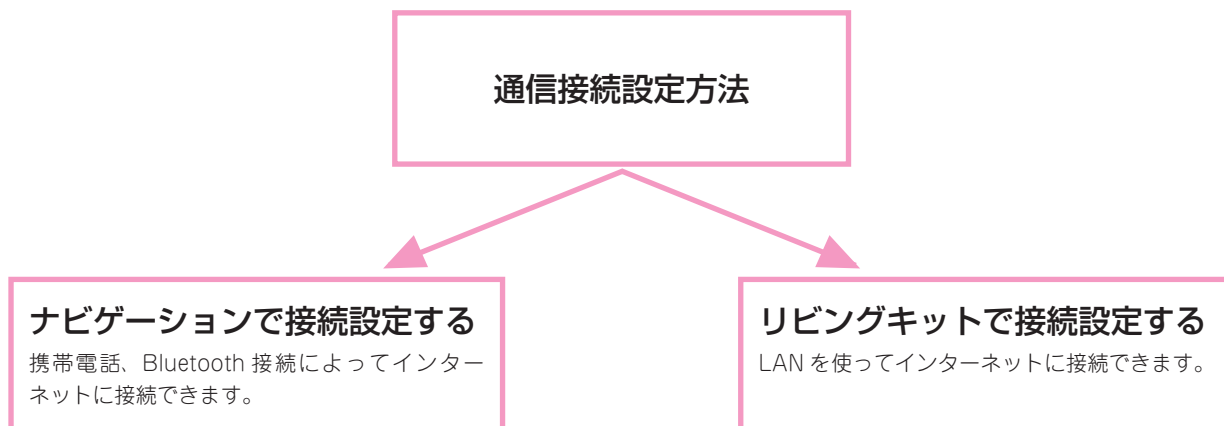 通信接続設定方法
ナビゲーションで接続設定する
携帯電話、Bluetooth 接続によってインター
ネットに接続できます。
リビングキットで接続設定する
LAN を使ってインターネットに接続できます。